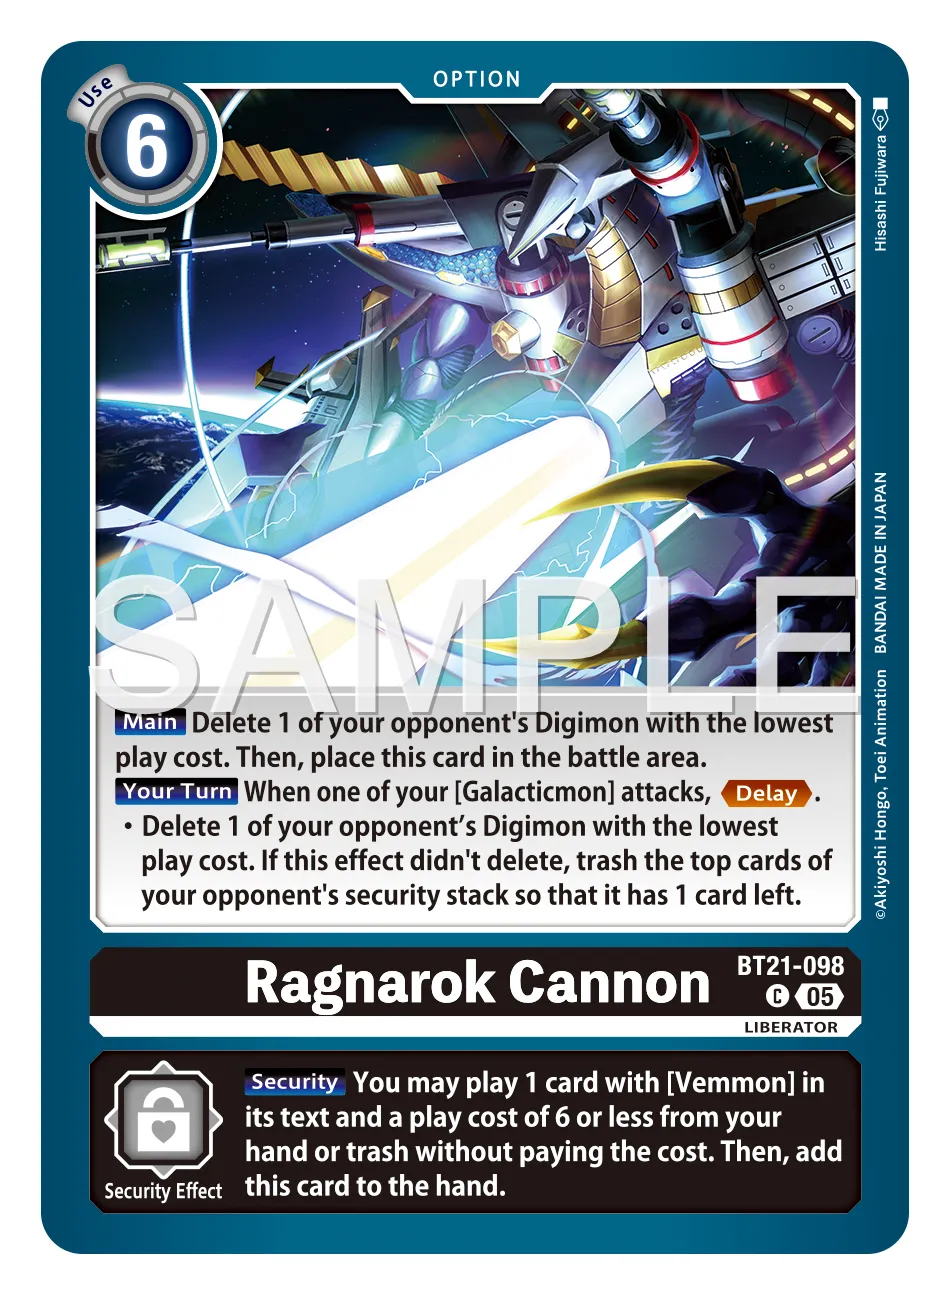 OPTION
Use
6
Hisashi Fujiwara
BANDAI MADE IN JAPAN
©Akiyoshi Hongo, Toei Animation
SAMPLE
Main Delete 1 of your opponent's Digimon with the lowest
play cost. Then, place this card in the battle area.
Your Turn When one of your [Galacticmon] attacks, Delay.
・Delete 1 of your opponent’s Digimon with the lowest
play cost. If this effect didn't delete, trash the top cards of
your opponent's security stack so that it has 1 card left.
Ragnarok Cannon
BT21-098
C 05
LIBERATOR
Security You may play 1 card with [Vemmon] in
its text and a play cost of 6 or less from your
hand or trash without paying the cost. Then, add
this card to the hand.
Security Effect